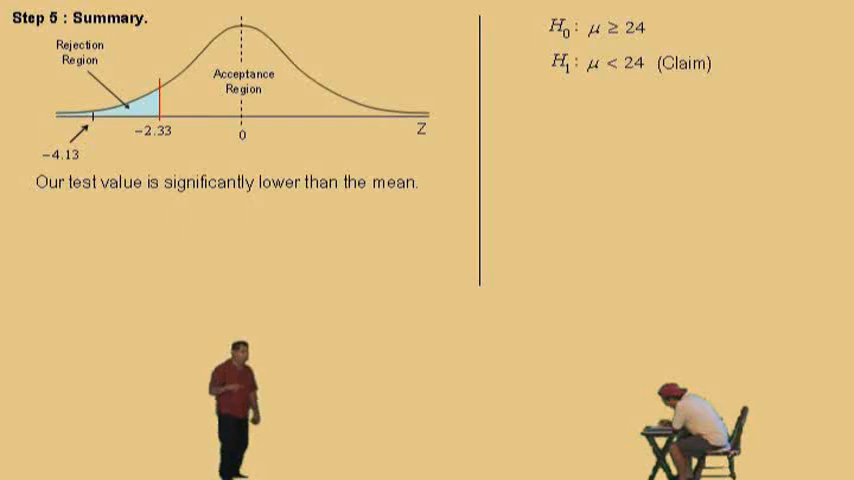 Step 5 : Summary.
Rejection
Region
Acceptance
Region
−2.33
0
Z
−4.13
Our test value is significantly lower than the mean.
H₀ : μ ≥ 24
H₁ : μ < 24 (Claim)